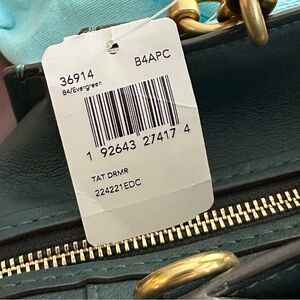 36914 B4APC
B4/Evergreen
1 92643 27417 4
TAT DRMR
224221EDC